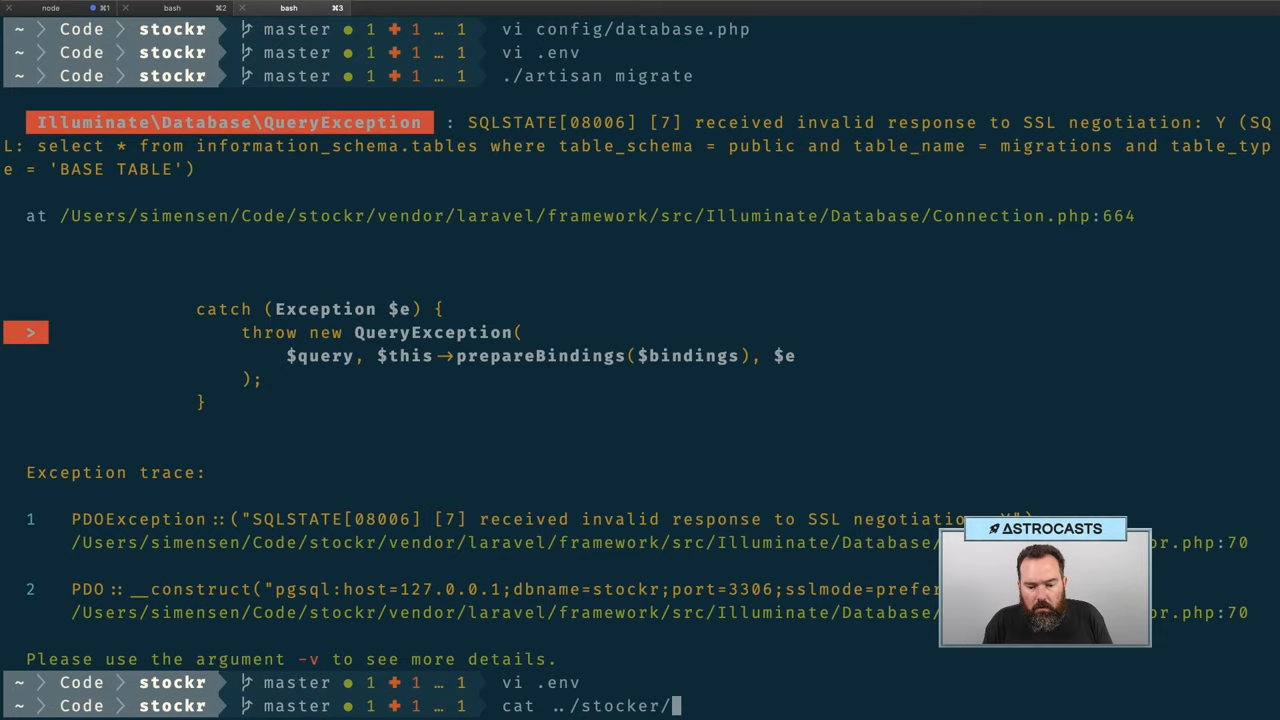 node ⌘1 bash ⌘2 bash ⌘3
~ Code stockr master ● 1 ✚ 1 … 1 vi config/database.php
~ Code stockr master ● 1 ✚ 1 … 1 vi .env
~ Code stockr master ● 1 ✚ 1 … 1 ./artisan migrate
Illuminate\Database\QueryException : SQLSTATE[08006] [7] received invalid response to SSL negotiation: Y (SQ
L: select * from information_schema.tables where table_schema = public and table_name = migrations and table_typ
e = 'BASE TABLE')
at /Users/simensen/Code/stockr/vendor/laravel/framework/src/Illuminate/Database/Connection.php:664
catch (Exception $e) {
> throw new QueryException(
$query, $this->prepareBindings($bindings), $e
);
}
Exception trace:
1 PDOException::("SQLSTATE[08006] [7] received invalid response to SSL negotiatio
/Users/simensen/Code/stockr/vendor/laravel/framework/src/Illuminate/Database/ or.php:70
2 PDO::__construct("pgsql:host=127.0.0.1;dbname=stockr;port=3306;sslmode=prefer
/Users/simensen/Code/stockr/vendor/laravel/framework/src/Illuminate/Database/ or.php:70
ΔSTROCASTS
Please use the argument -v to see more details.
~ Code stockr master ● 1 ✚ 1 … 1 vi .env
~ Code stockr master ● 1 ✚ 1 … 1 cat ../stocker/